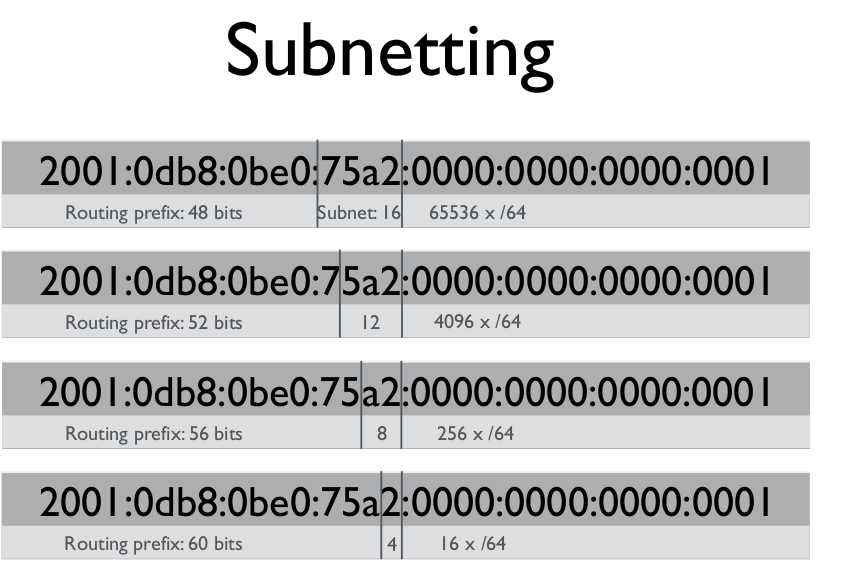 Subnetting
2001:0db8:0be0:75a2:0000:0000:0000:0001
Routing prefix: 48 bits Subnet: 16 65536 x /64
2001:0db8:0be0:75a2:0000:0000:0000:0001
Routing prefix: 52 bits 12 4096 x /64
2001:0db8:0be0:75a2:0000:0000:0000:0001
Routing prefix: 56 bits 8 256 x /64
2001:0db8:0be0:75a2:0000:0000:0000:0001
Routing prefix: 60 bits 4 16 x /64